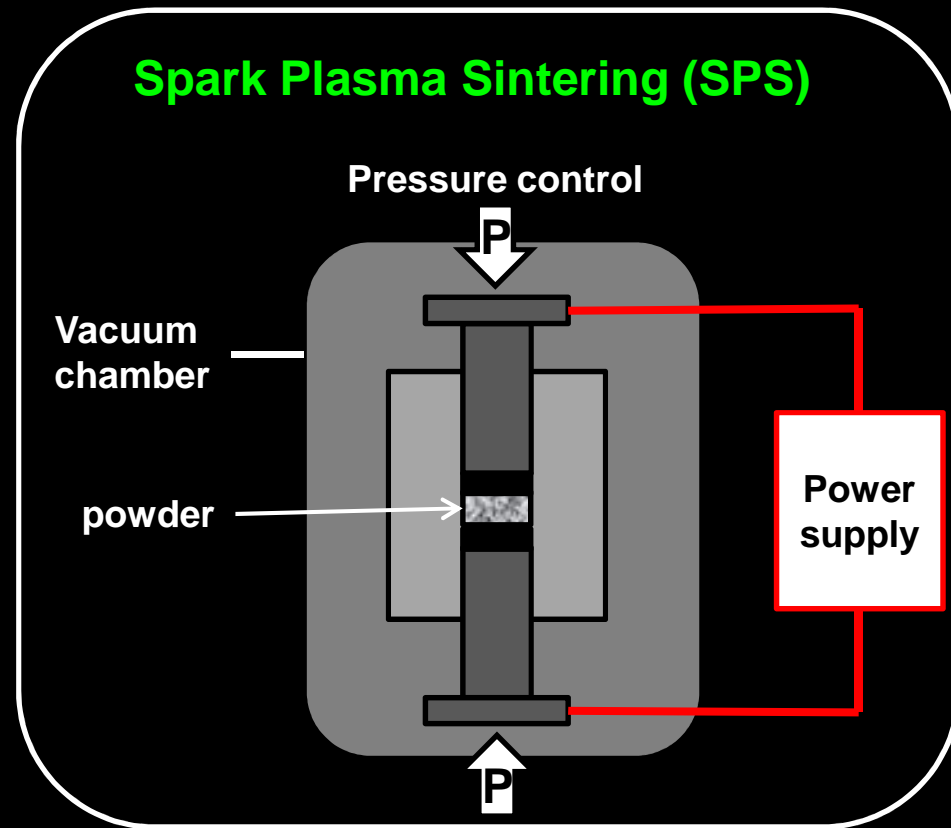 Spark Plasma Sintering (SPS)
Pressure control
P
Vacuum
chamber
powder
Power
supply
P